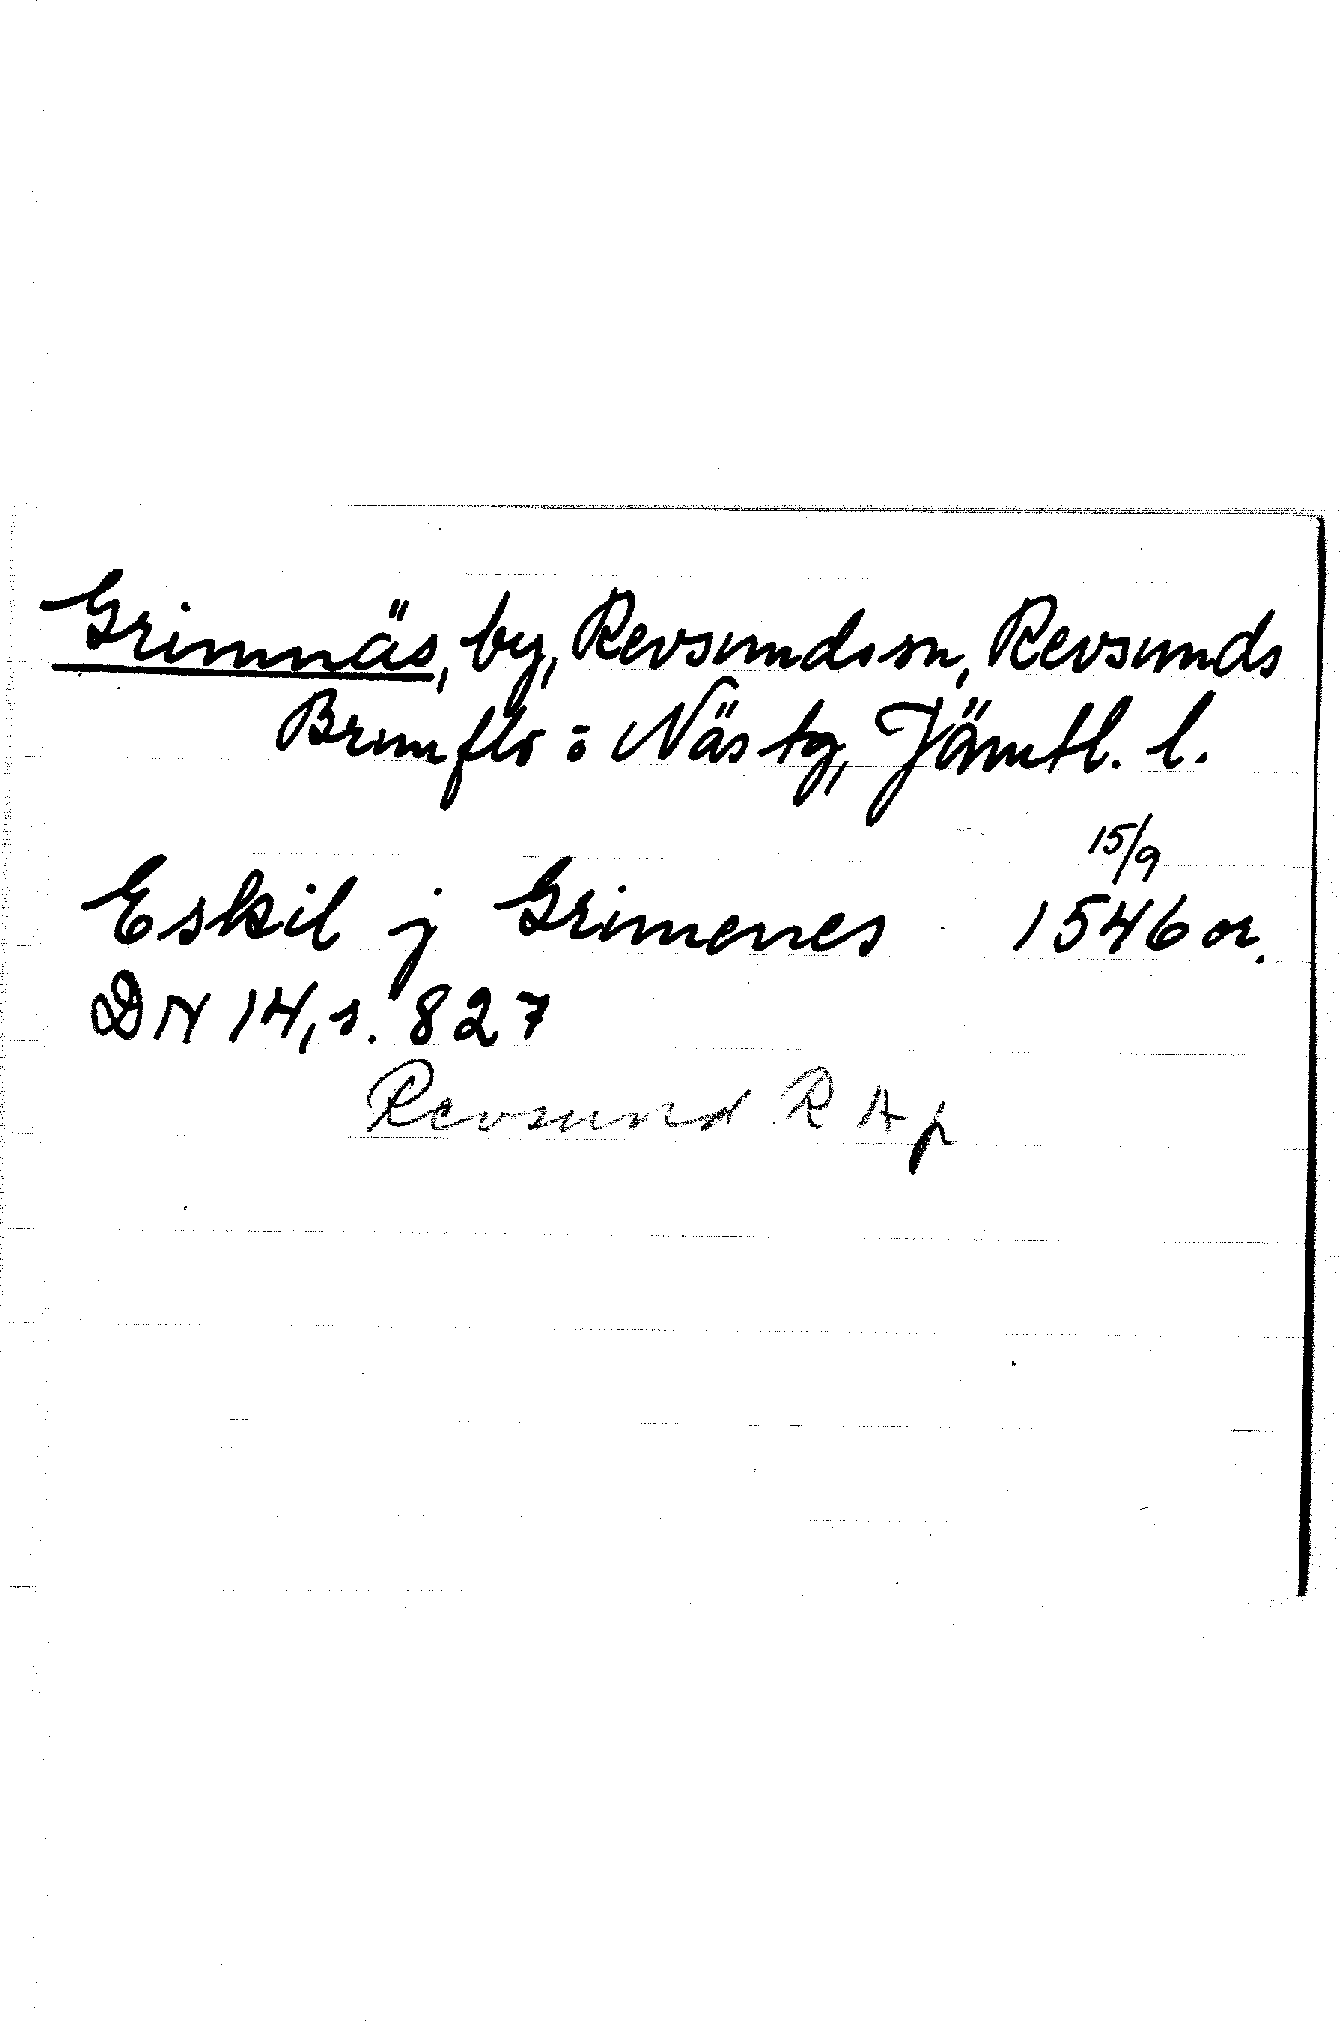 Grimnäs, by, Revsunds sn, Revsunds
Brunflo o Näs tg, Jämtl. l.
15/9
Eskil j Grimenes 1546 or.
DN 14, s. 827
Revsund R A p